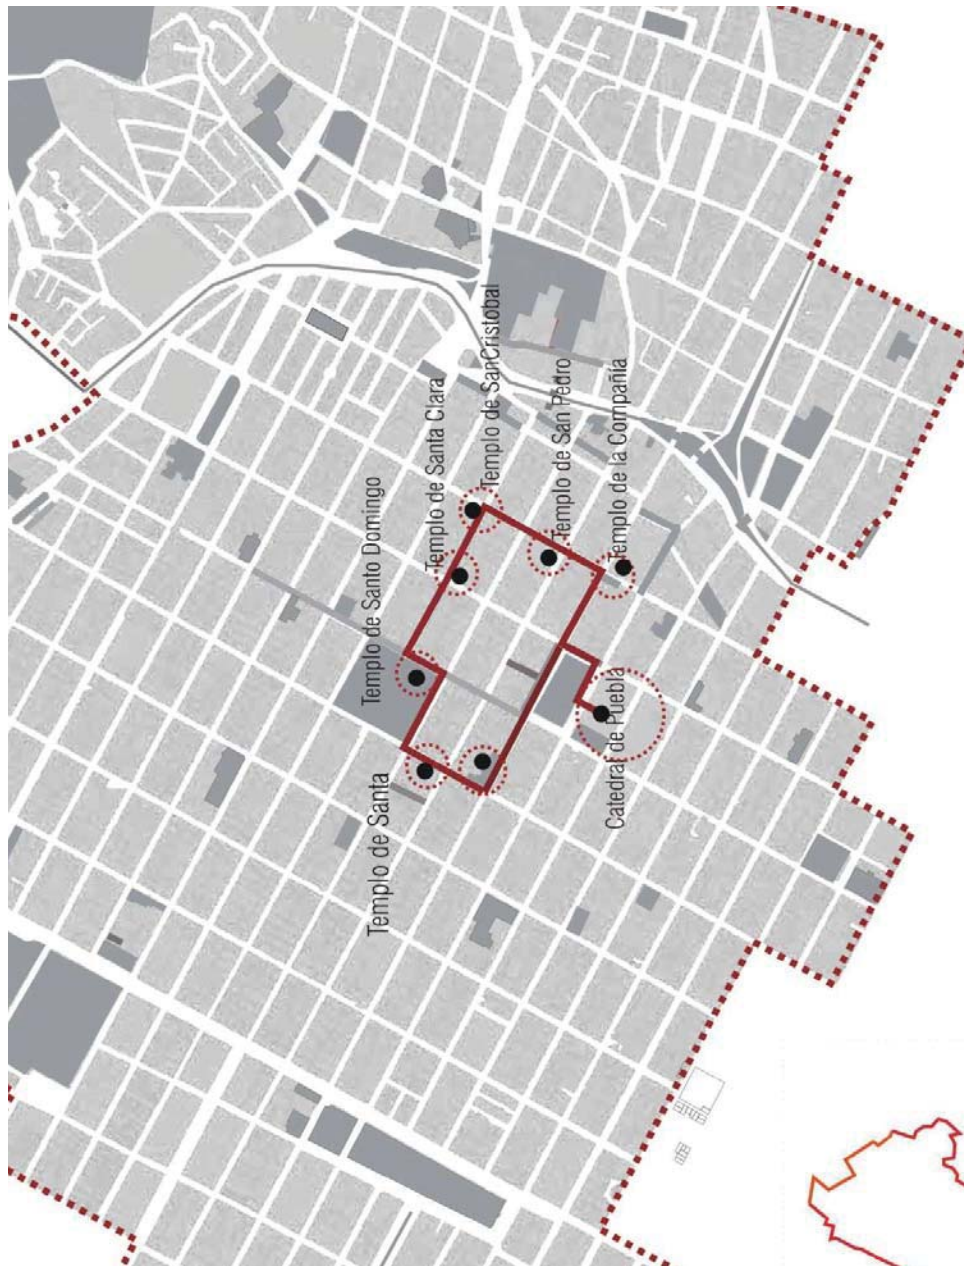 Templo de Santa
Templo de Santo Domingo
Templo de Santa Clara
Templo de SanCristobal
Templo de San Pedro
Templo de la Compañía
Catedral de Puebla